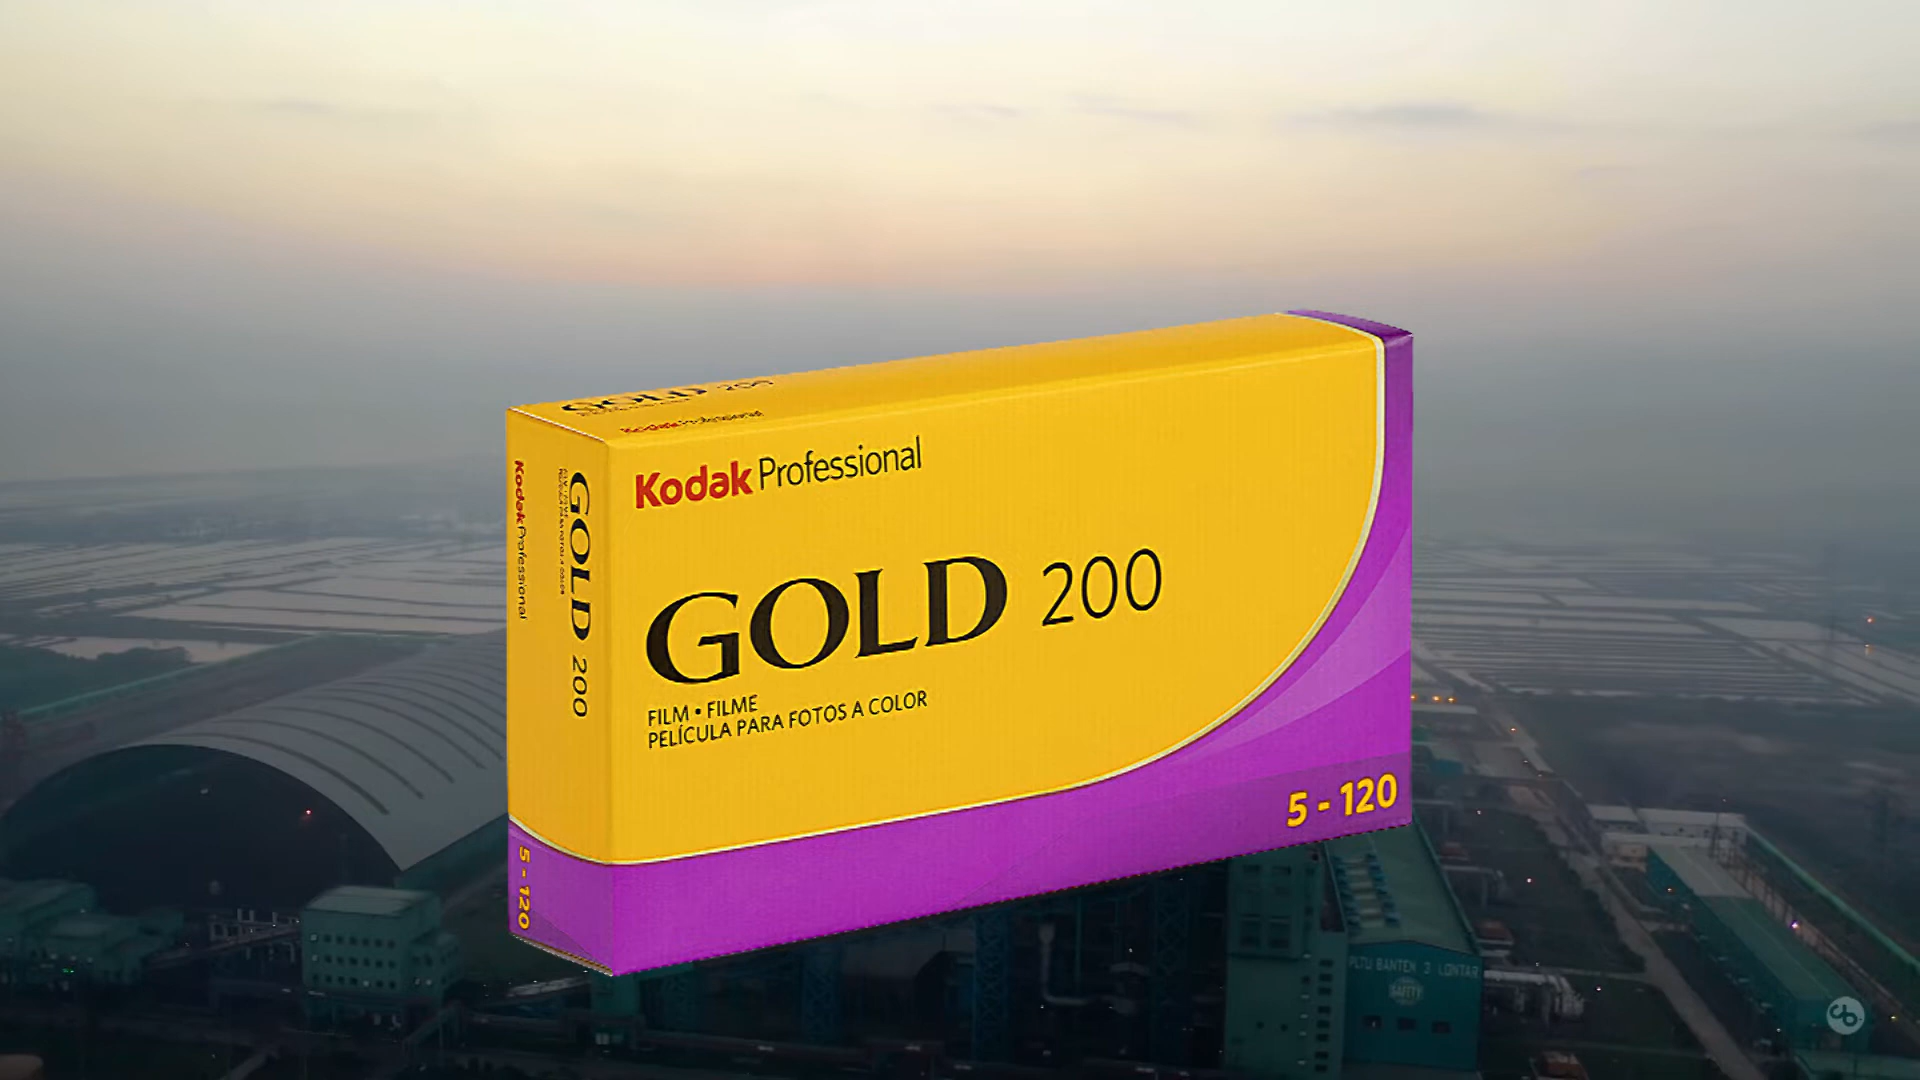 GOLD 200
Kodak Professional
Kodak Professional
GOLD 200
Kodak Professional
GOLD 200
FILM • FILME
PELÍCULA PARA FOTOS A COLOR
5 - 120
5 - 120
PLTU BANTEN 3 LONTAR
SAFETY